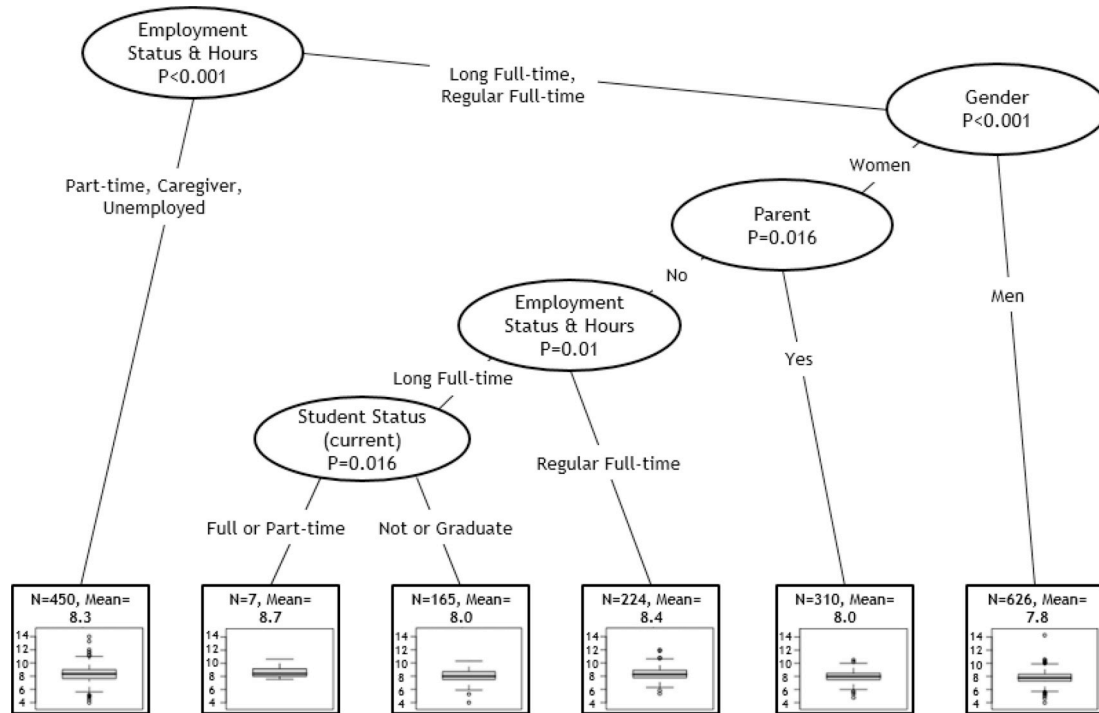 Employment
Status & Hours
P<0.001
Long Full-time,
Regular Full-time
Gender
P<0.001
Part-time, Caregiver,
Unemployed
Women
Parent
P=0.016
No
Men
Employment
Status & Hours
P=0.01
Yes
Long Full-time
Student Status
(current)
P=0.016
Regular Full-time
Full or Part-time
Not or Graduate
N=450, Mean=
8.3
14
12
10
8
6
4
N=7, Mean=
8.7
14
12
10
8
6
4
N=165, Mean=
8.0
14
12
10
8
6
4
N=224, Mean=
8.4
14
12
10
8
6
4
N=310, Mean=
8.0
14
12
10
8
6
4
N=626, Mean=
7.8
14
12
10
8
6
4